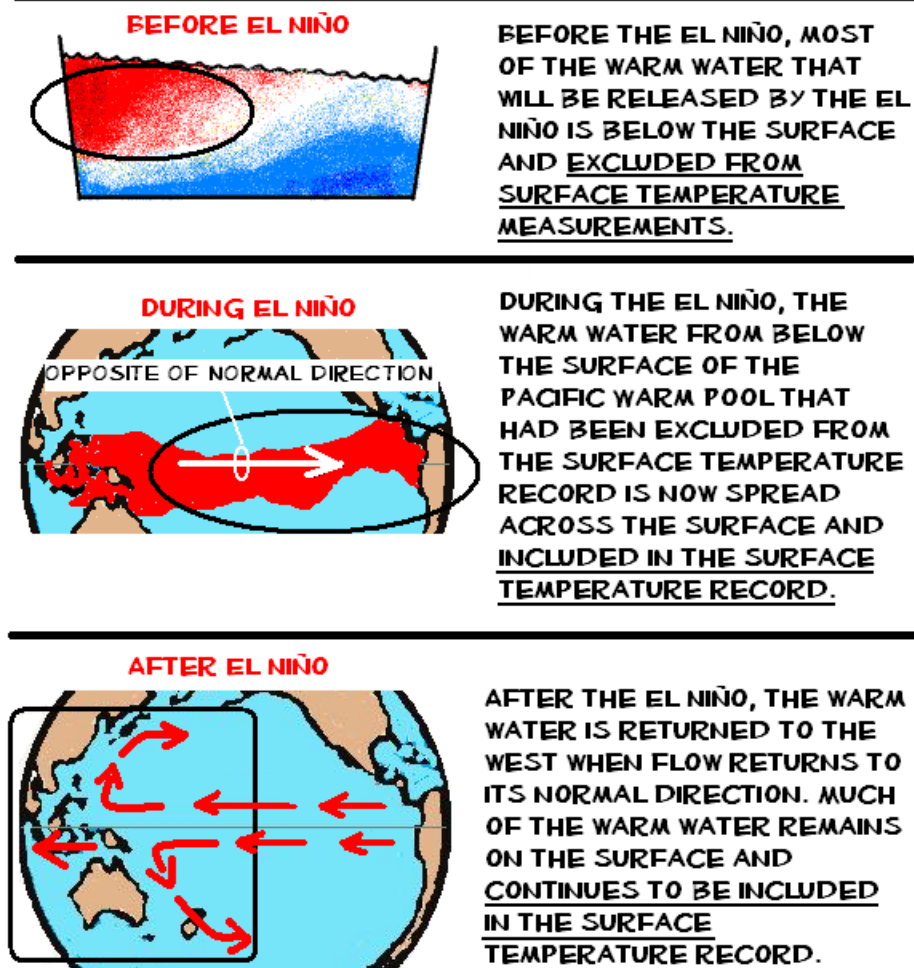 BEFORE EL NIÑO
BEFORE THE EL NIÑO, MOST
OF THE WARM WATER THAT
WILL BE RELEASED BY THE EL
NIÑO IS BELOW THE SURFACE
AND EXCLUDED FROM
SURFACE TEMPERATURE
MEASUREMENTS.
DURING EL NIÑO
OPPOSITE OF NORMAL DIRECTION
DURING THE EL NIÑO, THE
WARM WATER FROM BELOW
THE SURFACE OF THE
PACIFIC WARM POOL THAT
HAD BEEN EXCLUDED FROM
THE SURFACE TEMPERATURE
RECORD IS NOW SPREAD
ACROSS THE SURFACE AND
INCLUDED IN THE SURFACE
TEMPERATURE RECORD.
AFTER EL NIÑO
AFTER THE EL NIÑO, THE WARM
WATER IS RETURNED TO THE
WEST WHEN FLOW RETURNS TO
ITS NORMAL DIRECTION. MUCH
OF THE WARM WATER REMAINS
ON THE SURFACE AND
CONTINUES TO BE INCLUDED
IN THE SURFACE
TEMPERATURE RECORD.